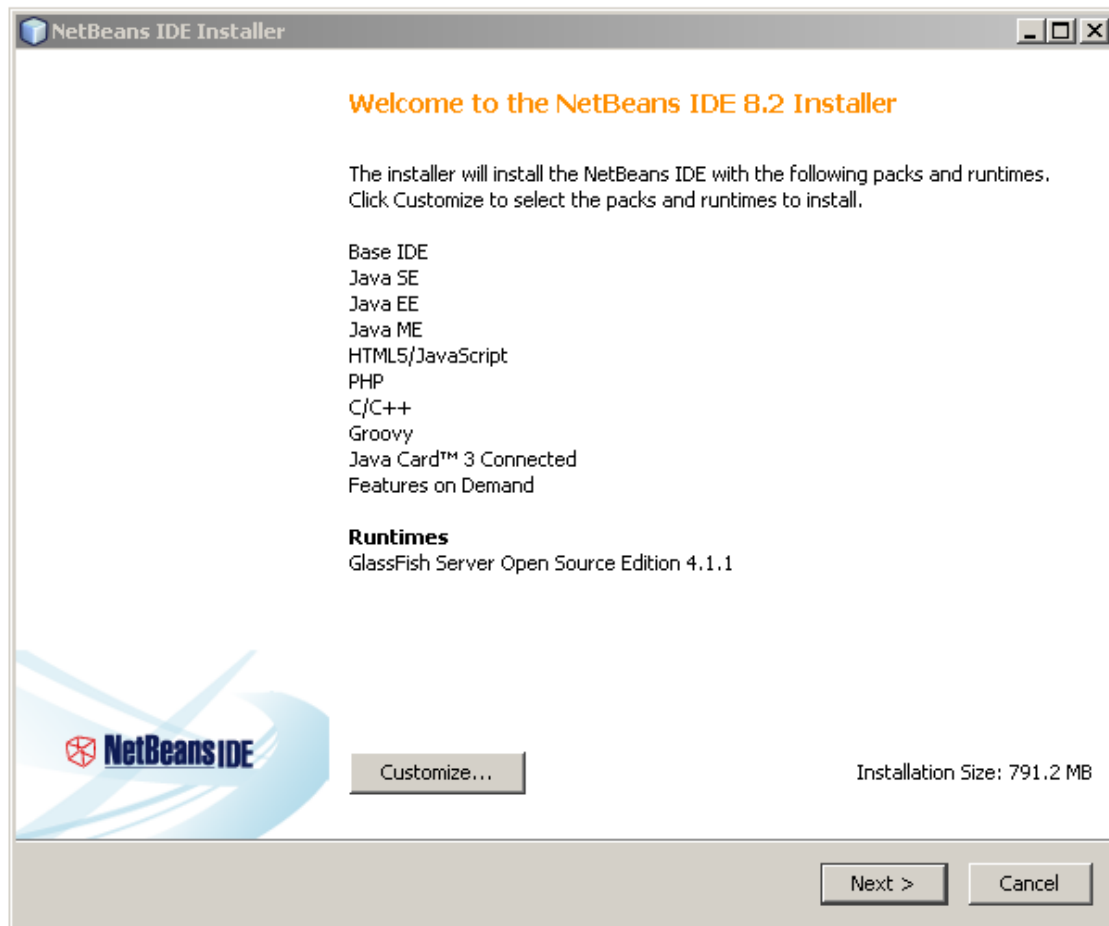 NetBeans IDE Installer
Welcome to the NetBeans IDE 8.2 Installer
The installer will install the NetBeans IDE with the following packs and runtimes.
Click Customize to select the packs and runtimes to install.
Base IDE
Java SE
Java EE
Java ME
HTML5/JavaScript
PHP
C/C++
Groovy
Java Card™ 3 Connected
Features on Demand
Runtimes
GlassFish Server Open Source Edition 4.1.1
NetBeans IDE
Customize...
Installation Size: 791.2 MB
Next >
Cancel